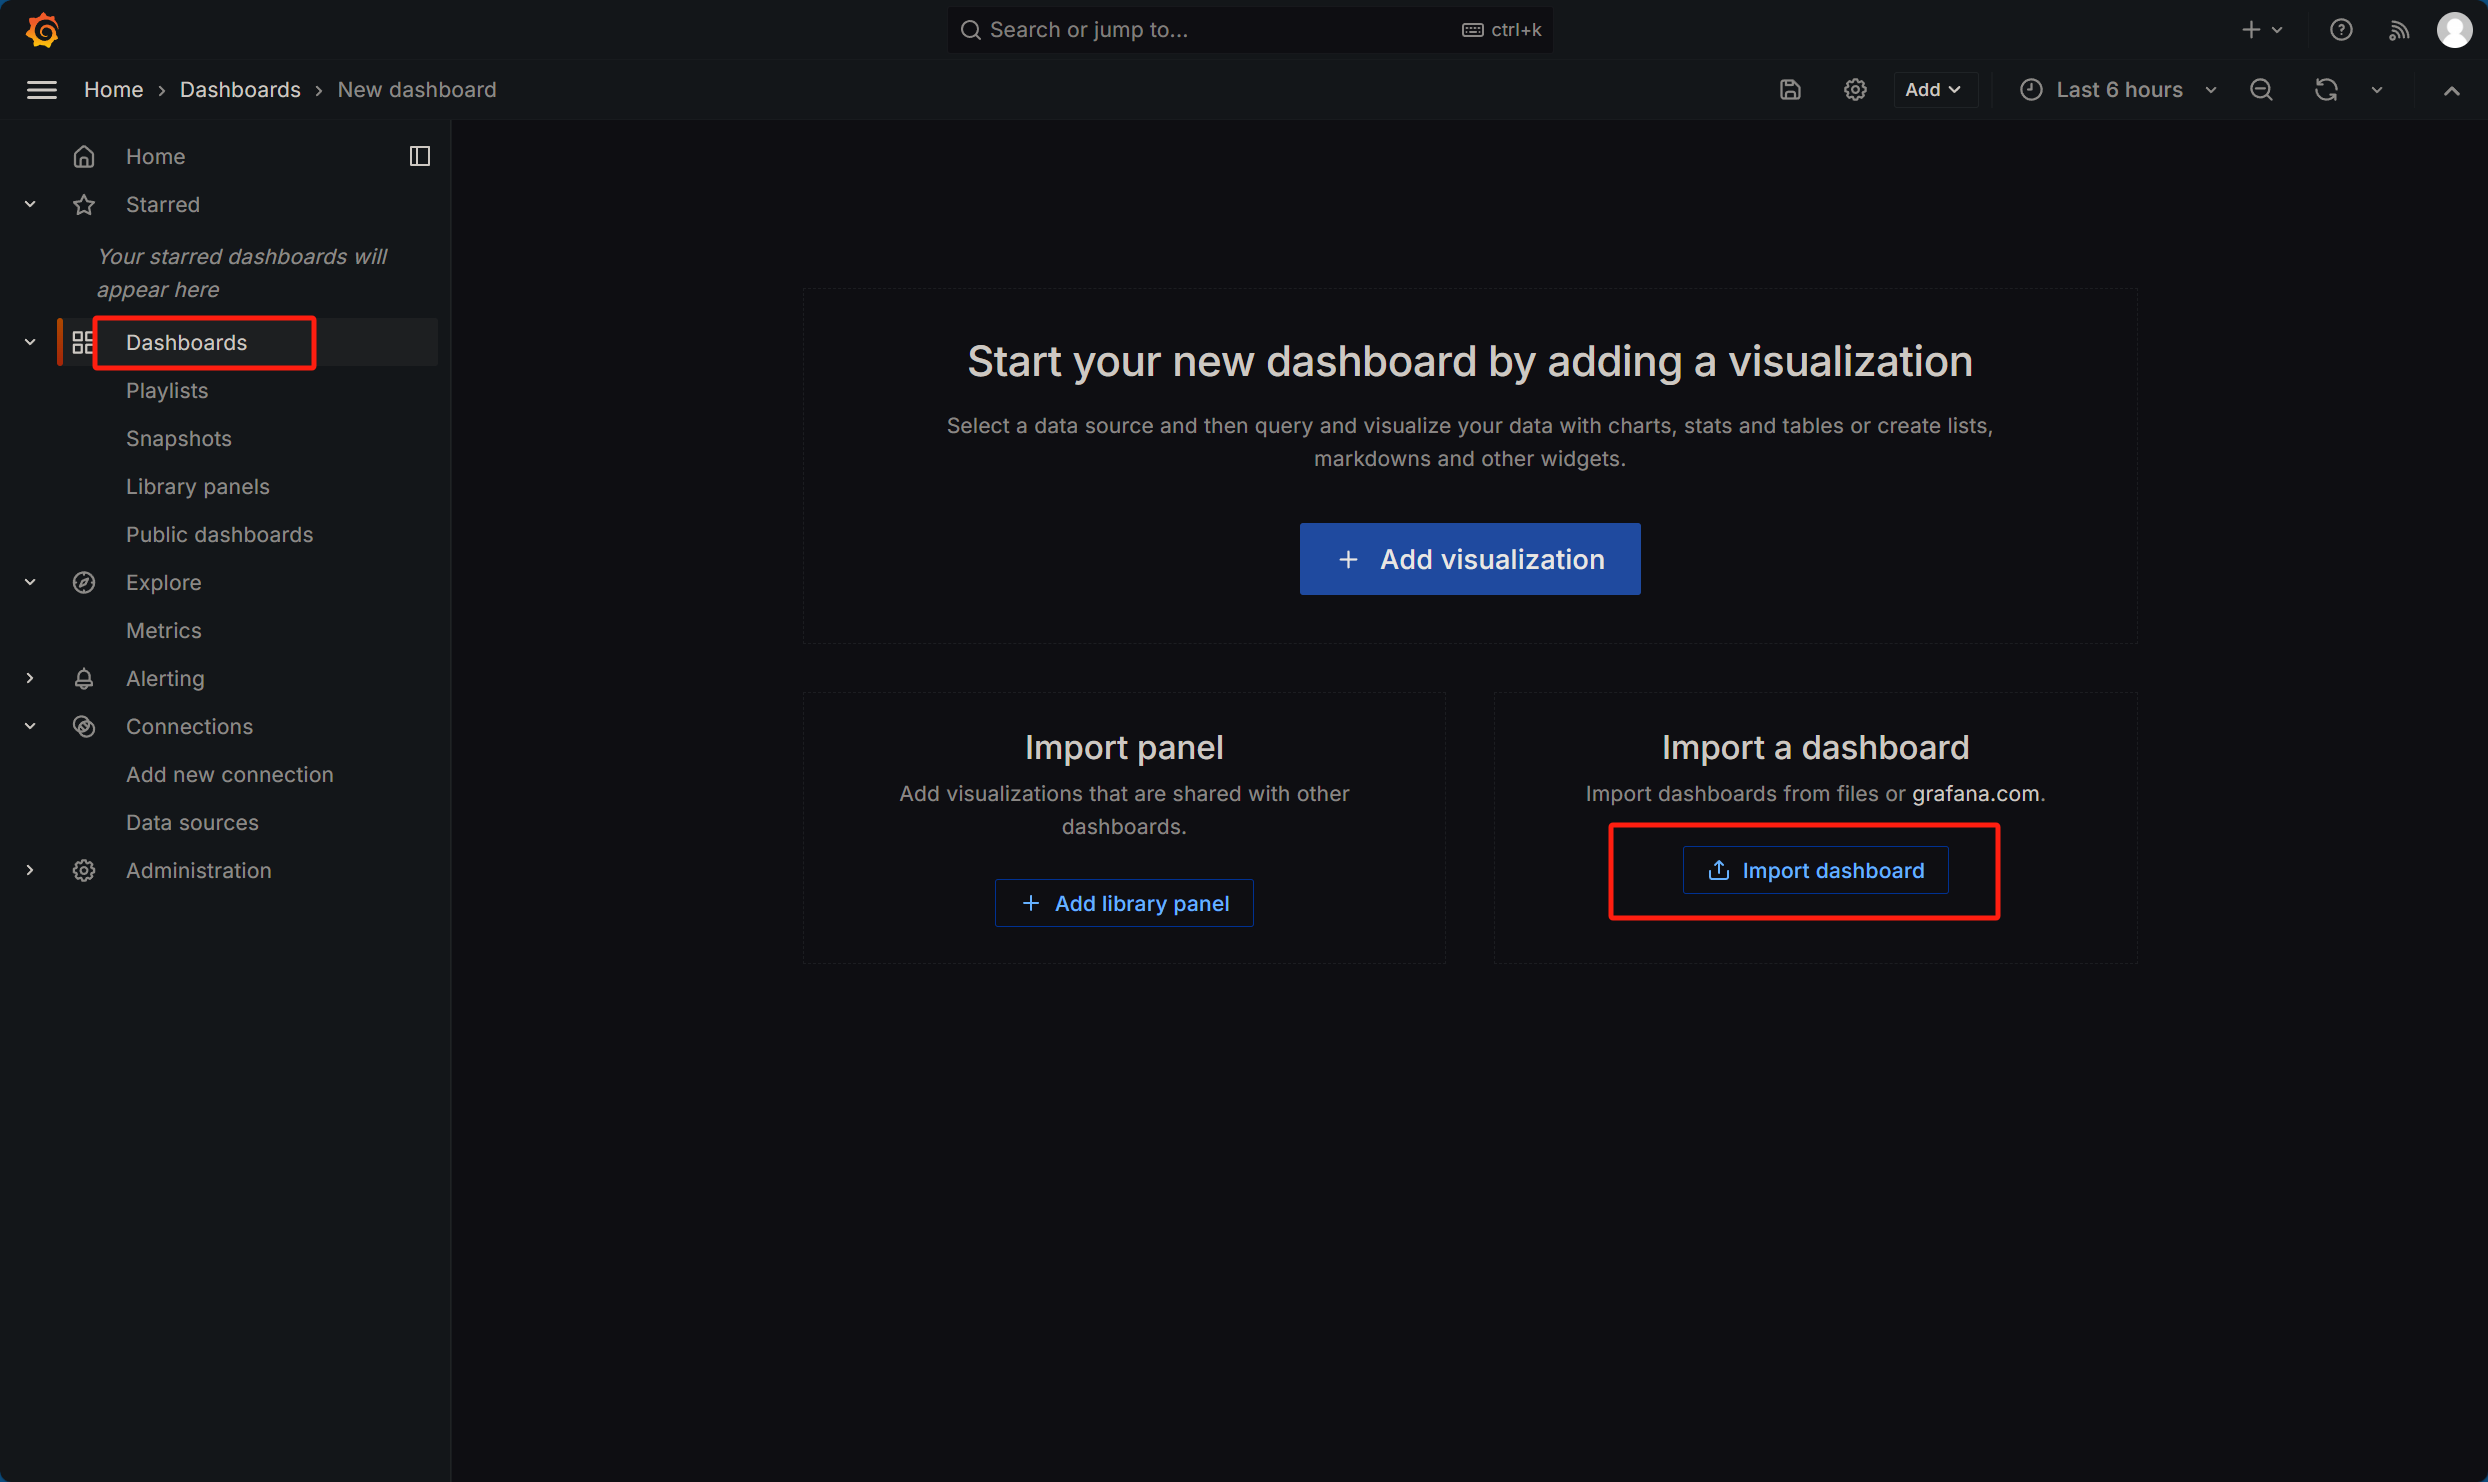 Search or jump to...
ctrl+k
Home › Dashboards › New dashboard
Add
Last 6 hours
Home
Starred
Your starred dashboards will
appear here
Dashboards
Playlists
Snapshots
Library panels
Public dashboards
Explore
Metrics
Alerting
Connections
Add new connection
Data sources
Administration
Start your new dashboard by adding a visualization
Select a data source and then query and visualize your data with charts, stats and tables or create lists,
markdowns and other widgets.
+ Add visualization
Import panel
Add visualizations that are shared with other
dashboards.
+ Add library panel
Import a dashboard
Import dashboards from files or grafana.com.
Import dashboard